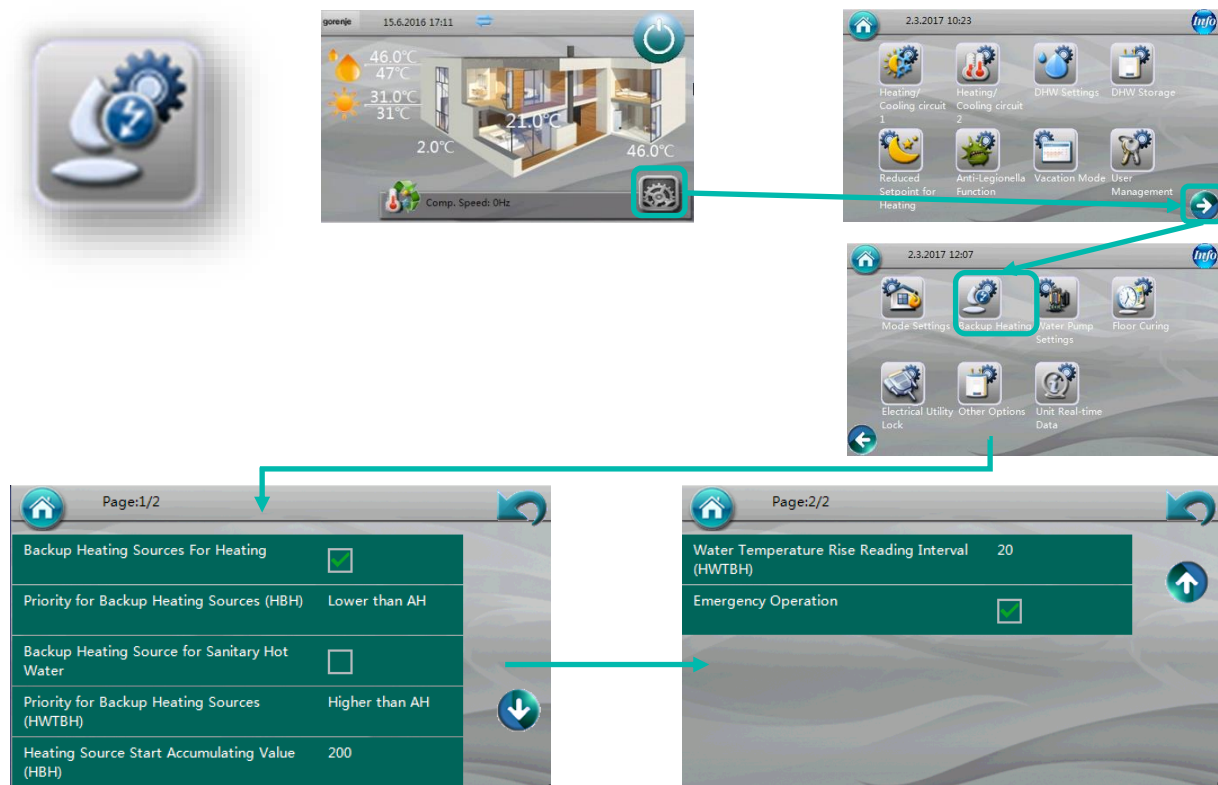 gorenje
15.6.2016 17:11
46.0°C
47°C
31.0°C
31°C
21.0°C
2.0°C
46.0°C
Comp. Speed: 0Hz
2.3.2017 10:23
Info
Heating/
Cooling circuit
1
Heating/
Cooling circuit
2
DHW Settings
DHW Storage
Reduced
Setpoint for
Heating
Anti-Legionella
Function
Vacation Mode
User
Management
2.3.2017 12:07
Info
Mode Settings
Backup Heating
Water Pump
Settings
Floor Curing
Electrical Utility
Lock
Other Options
Unit Real-time
Data
Page:1/2
Backup Heating Sources For Heating
Priority for Backup Heating Sources (HBH) Lower than AH
Backup Heating Source for Sanitary Hot
Water
Priority for Backup Heating Sources Higher than AH
(HWTBH)
Heating Source Start Accumulating Value 200
(HBH)
Page:2/2
Water Temperature Rise Reading Interval 20
(HWTBH)
Emergency Operation